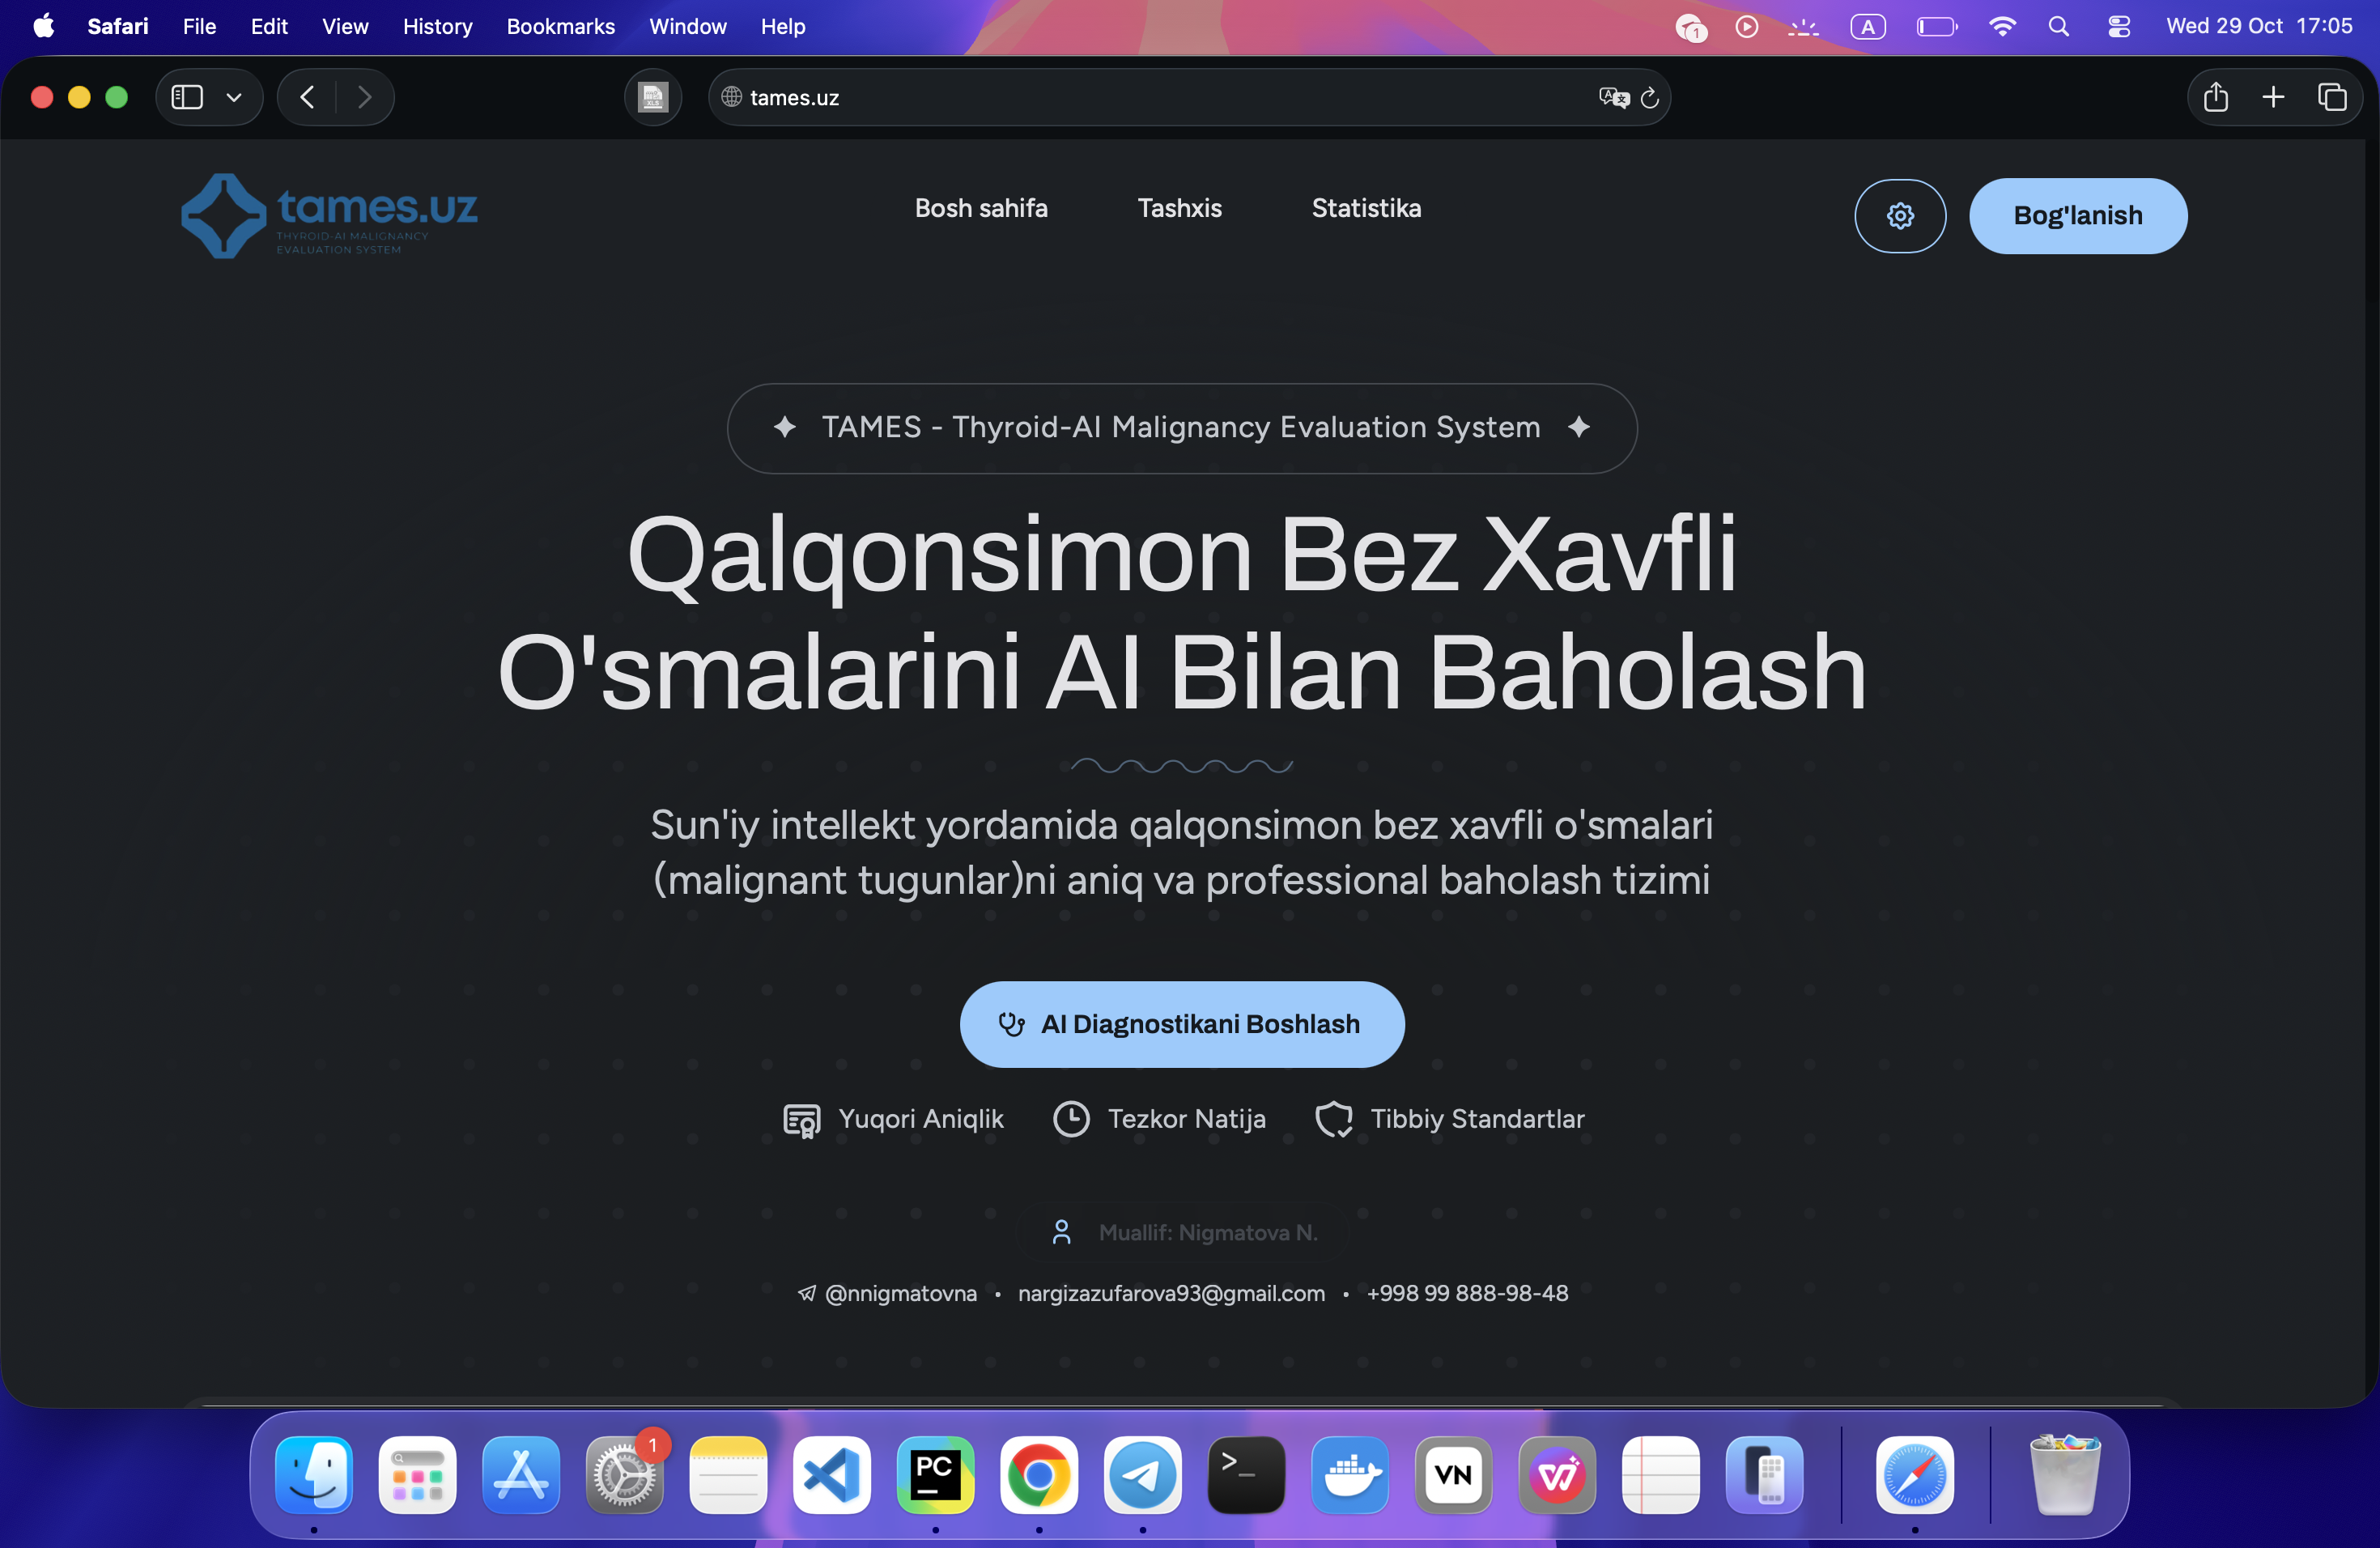 Safari File Edit View History Bookmarks Window Help
1 A Wed 29 Oct 17:05
XLS tames.uz
tames.uz
THYROID-AI MALIGNANCY
EVALUATION SYSTEM
Bosh sahifa Tashxis Statistika
Bog'lanish
TAMES - Thyroid-AI Malignancy Evaluation System
Qalqonsimon Bez Xavfli
O'smalarini AI Bilan Baholash
Sun'iy intellekt yordamida qalqonsimon bez xavfli o'smalari
(malignant tugunlar)ni aniq va professional baholash tizimi
AI Diagnostikani Boshlash
Yuqori Aniqlik Tezkor Natija Tibbiy Standartlar
Muallif: Nigmatova N.
@nnigmatovna • nargizazufarova93@gmail.com • +998 99 888-98-48
1
PC
VN